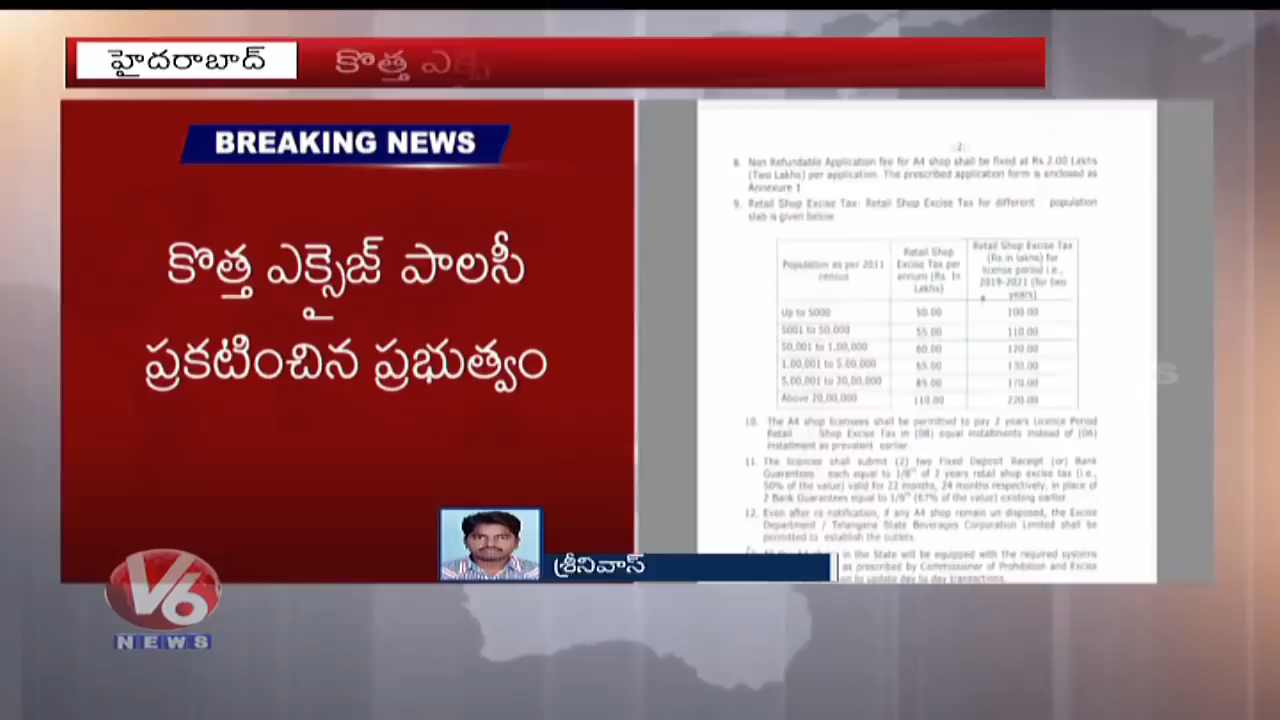 హైదరాబాద్
కొత్త ఎక్సై
BREAKING NEWS
కొత్త ఎక్సైజ్ పాలసీ
ప్రకటించిన ప్రభుత్వం
శ్రీనివాస్
V6
NEWS
-2-
8. Non Refundable Application fee for A4 shop shall be fixed at Rs 2.00 Lakhs
(Two Lakhs) per application. The prescribed application form is enclosed as
Annexure 1
9. Retail Shop Excise Tax: Retail Shop Excise Tax for different population
slab is given below
Population as per 2011 census
Retail Shop Excise Tax per annum (Rs. In Lakhs)
Retail Shop Excise Tax (Rs. in lakhs) for license period i.e., 2019-2021 (for two years)
Up to 5000 50.00 100.00
5001 to 50,000 55.00 110.00
50,001 to 1,00,000 60.00 120.00
1,00,001 to 5,00,000 65.00 130.00
5,00,001 to 20,00,000 85.00 170.00
Above 20,00,000 110.00 220.00
10. The A4 shop licensees shall be permitted to pay 2 years Licence Period
Retail Shop Excise Tax in (08) equal installments instead of (06)
installment as prevalent earlier
11. The licencee shall submit (2) two Fixed Deposit Receipt (or) Bank
Guarantees each equal to 1/8th of 2 years retail shop excise tax (i.e.,
50% of the value) valid for 22 months, 24 months respectively, in place of
2 Bank Guarantees equal to 1/6th (67% of the value) existing earlier
12. Even after re notification, if any A4 shop remain un disposed, the Excise
Department / Telangana State Beverages Corporation Limited shall be
permitted to establish the outlets.
in the State will be equipped with the required systems
as prescribed by Commissioner of Prohibition and Excise
to update day to day transactions.